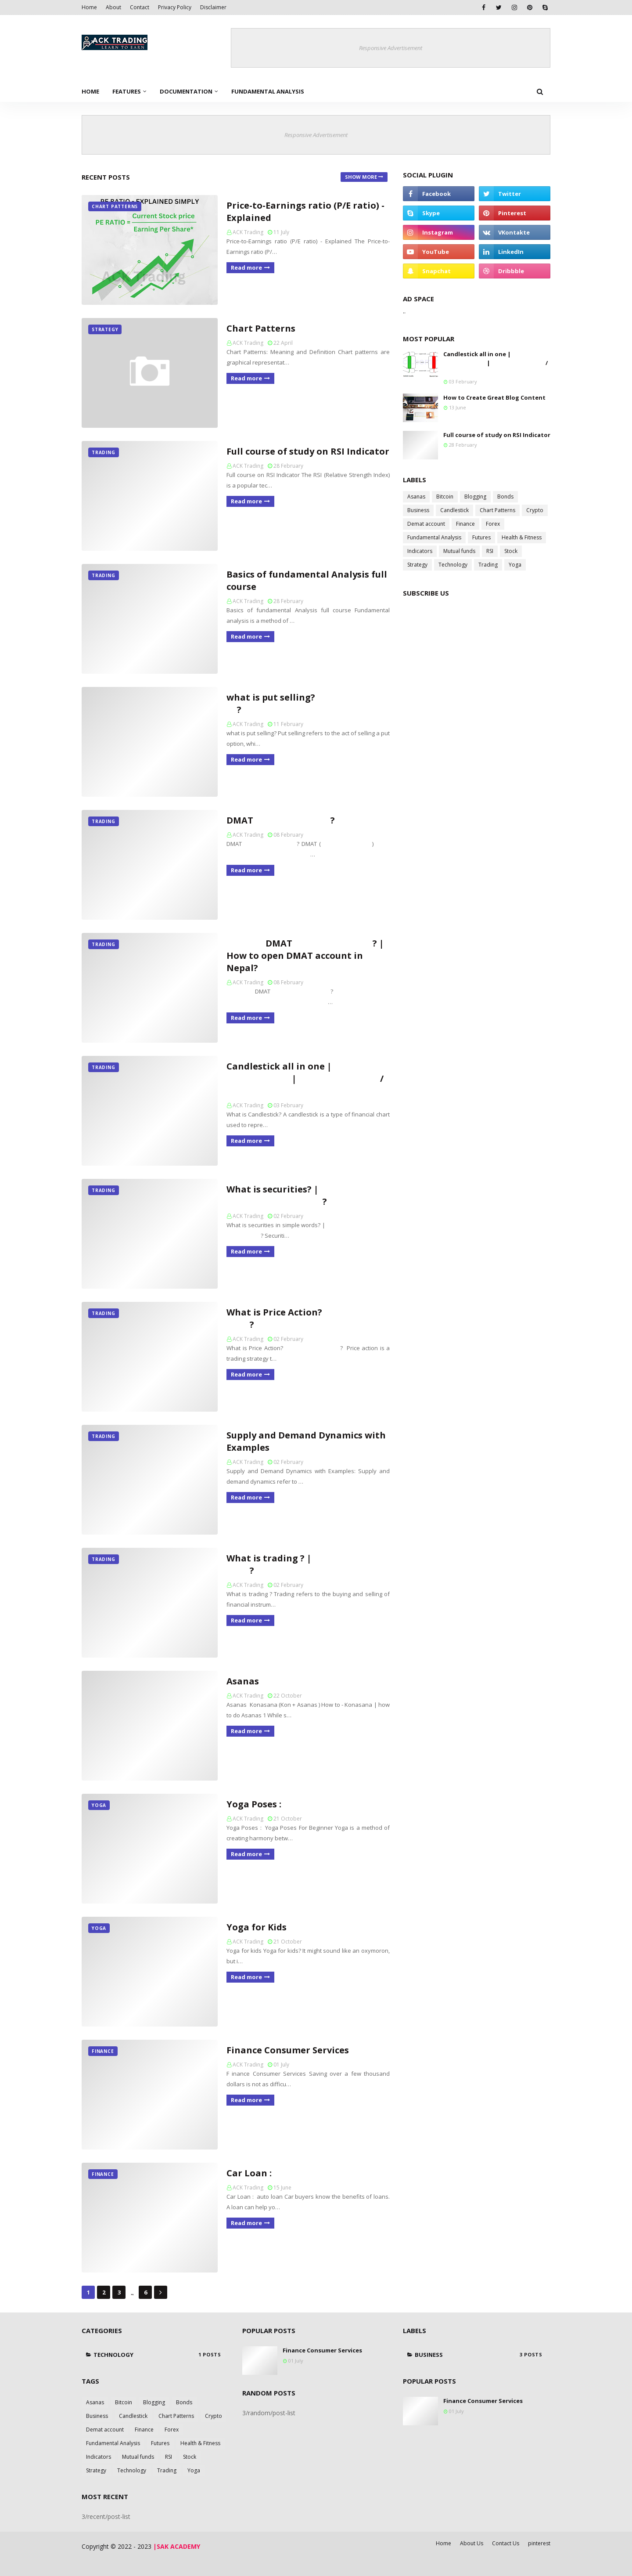 Home About Contact Privacy Policy Disclaimer
ACK TRADING
LEARN TO EARN
Responsive Advertisement
HOME FEATURES DOCUMENTATION FUNDAMENTAL ANALYSIS
Responsive Advertisement
RECENT POSTS
SHOW MORE
CHART PATTERNS
PE RATIO - EXPLAINED SIMPLY
PE RATIO =
Current Stock price
Earning Per Share*
ACK Trading
Price-to-Earnings ratio (P/E ratio) -
Explained
ACK Trading 11 July
Price-to-Earnings ratio (P/E ratio) - Explained The Price-to-
Earnings ratio (P/…
Read more
STRATEGY
Chart Patterns
ACK Trading 22 April
Chart Patterns: Meaning and Definition Chart patterns are
graphical representat…
Read more
TRADING
Full course of study on RSI Indicator
ACK Trading 28 February
Full course on RSI Indicator The RSI (Relative Strength Index)
is a popular tec…
Read more
TRADING
Basics of fundamental Analysis full
course
ACK Trading 28 February
Basics of fundamental Analysis full course Fundamental
analysis is a method of …
Read more
what is put selling?
?
ACK Trading 11 February
what is put selling? Put selling refers to the act of selling a put
option, whi…
Read more
TRADING
DMAT ?
ACK Trading 08 February
DMAT ? DMAT ( )
…
Read more
TRADING
DMAT ? |
How to open DMAT account in
Nepal?
ACK Trading 08 February
DMAT ?
…
Read more
TRADING
Candlestick all in one |
| /
ACK Trading 03 February
What is Candlestick? A candlestick is a type of financial chart
used to repre…
Read more
TRADING
What is securities? |
?
ACK Trading 02 February
What is securities in simple words? |
? Securiti…
Read more
TRADING
What is Price Action?
?
ACK Trading 02 February
What is Price Action? ? Price action is a
trading strategy t…
Read more
TRADING
Supply and Demand Dynamics with
Examples
ACK Trading 02 February
Supply and Demand Dynamics with Examples: Supply and
demand dynamics refer to …
Read more
TRADING
What is trading ? |
?
ACK Trading 02 February
What is trading ? Trading refers to the buying and selling of
financial instrum…
Read more
Asanas
ACK Trading 22 October
Asanas Konasana (Kon + Asanas ) How to - Konasana | how
to do Asanas 1 While s…
Read more
YOGA
Yoga Poses :
ACK Trading 21 October
Yoga Poses : Yoga Poses For Beginner Yoga is a method of
creating harmony betw…
Read more
YOGA
Yoga for Kids
ACK Trading 21 October
Yoga for kids Yoga for kids? It might sound like an oxymoron,
but i…
Read more
FINANCE
Finance Consumer Services
ACK Trading 01 July
F inance Consumer Services Saving over a few thousand
dollars is not as difficu…
Read more
FINANCE
Car Loan :
ACK Trading 15 June
Car Loan : auto loan Car buyers know the benefits of loans.
A loan can help yo…
Read more
1 2 3 ... 6
SOCIAL PLUGIN
Facebook Twitter
Skype Pinterest
Instagram VKontakte
YouTube LinkedIn
Snapchat Dribbble
AD SPACE
MOST POPULAR
Candlestick all in one |
| /
03 February
How to Create Great Blog Content
13 June
Full course of study on RSI Indicator
28 February
LABELS
Asanas Bitcoin Blogging Bonds
Business Candlestick Chart Patterns Crypto
Demat account Finance Forex
Fundamental Analysis Futures Health & Fitness
Indicators Mutual funds RSI Stock
Strategy Technology Trading Yoga
SUBSCRIBE US
CATEGORIES
TECHNOLOGY 1 POSTS
TAGS
Asanas Bitcoin Blogging Bonds
Business Candlestick Chart Patterns Crypto
Demat account Finance Forex
Fundamental Analysis Futures Health & Fitness
Indicators Mutual funds RSI Stock
Strategy Technology Trading Yoga
MOST RECENT
3/recent/post-list
POPULAR POSTS
Finance Consumer Services
01 July
RANDOM POSTS
3/random/post-list
LABELS
BUSINESS 3 POSTS
POPULAR POSTS
Finance Consumer Services
01 July
Copyright © 2022 - 2023 |SAK ACADEMY
Home About Us Contact Us pinterest